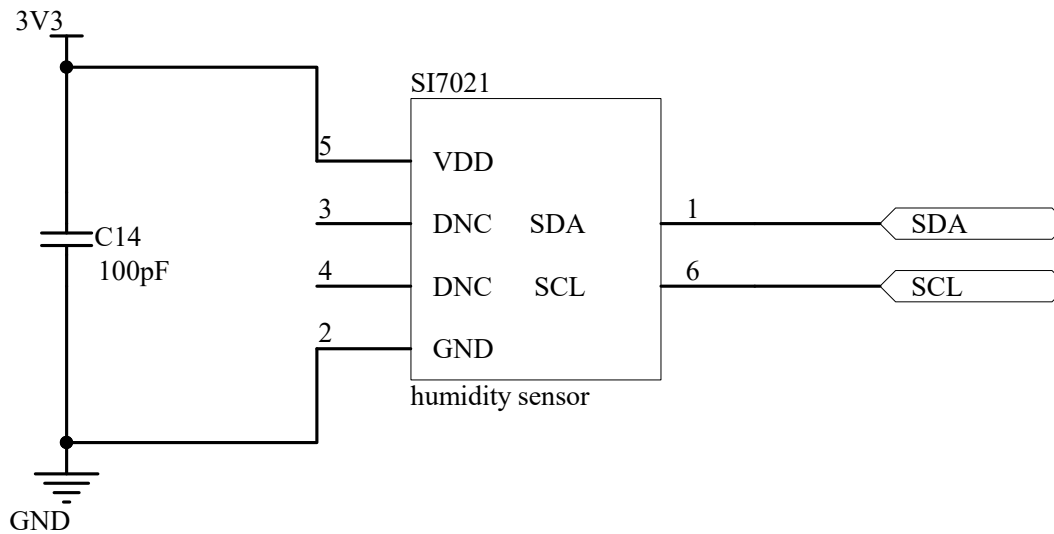 3V3
SI7021
5
VDD
3
DNC
SDA
1
SDA
C14
100pF
4
DNC
SCL
6
SCL
2
GND
humidity sensor
GND